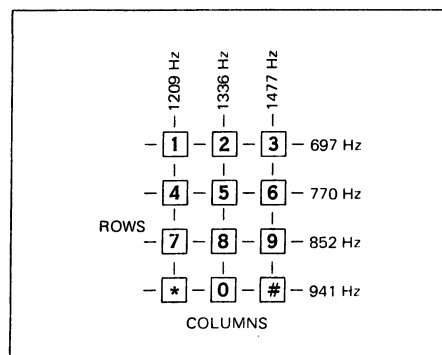 1209 Hz 1336 Hz 1477 Hz
1 2 3 697 Hz
4 5 6 770 Hz
ROWS 7 8 9 852 Hz
* 0 # 941 Hz
COLUMNS